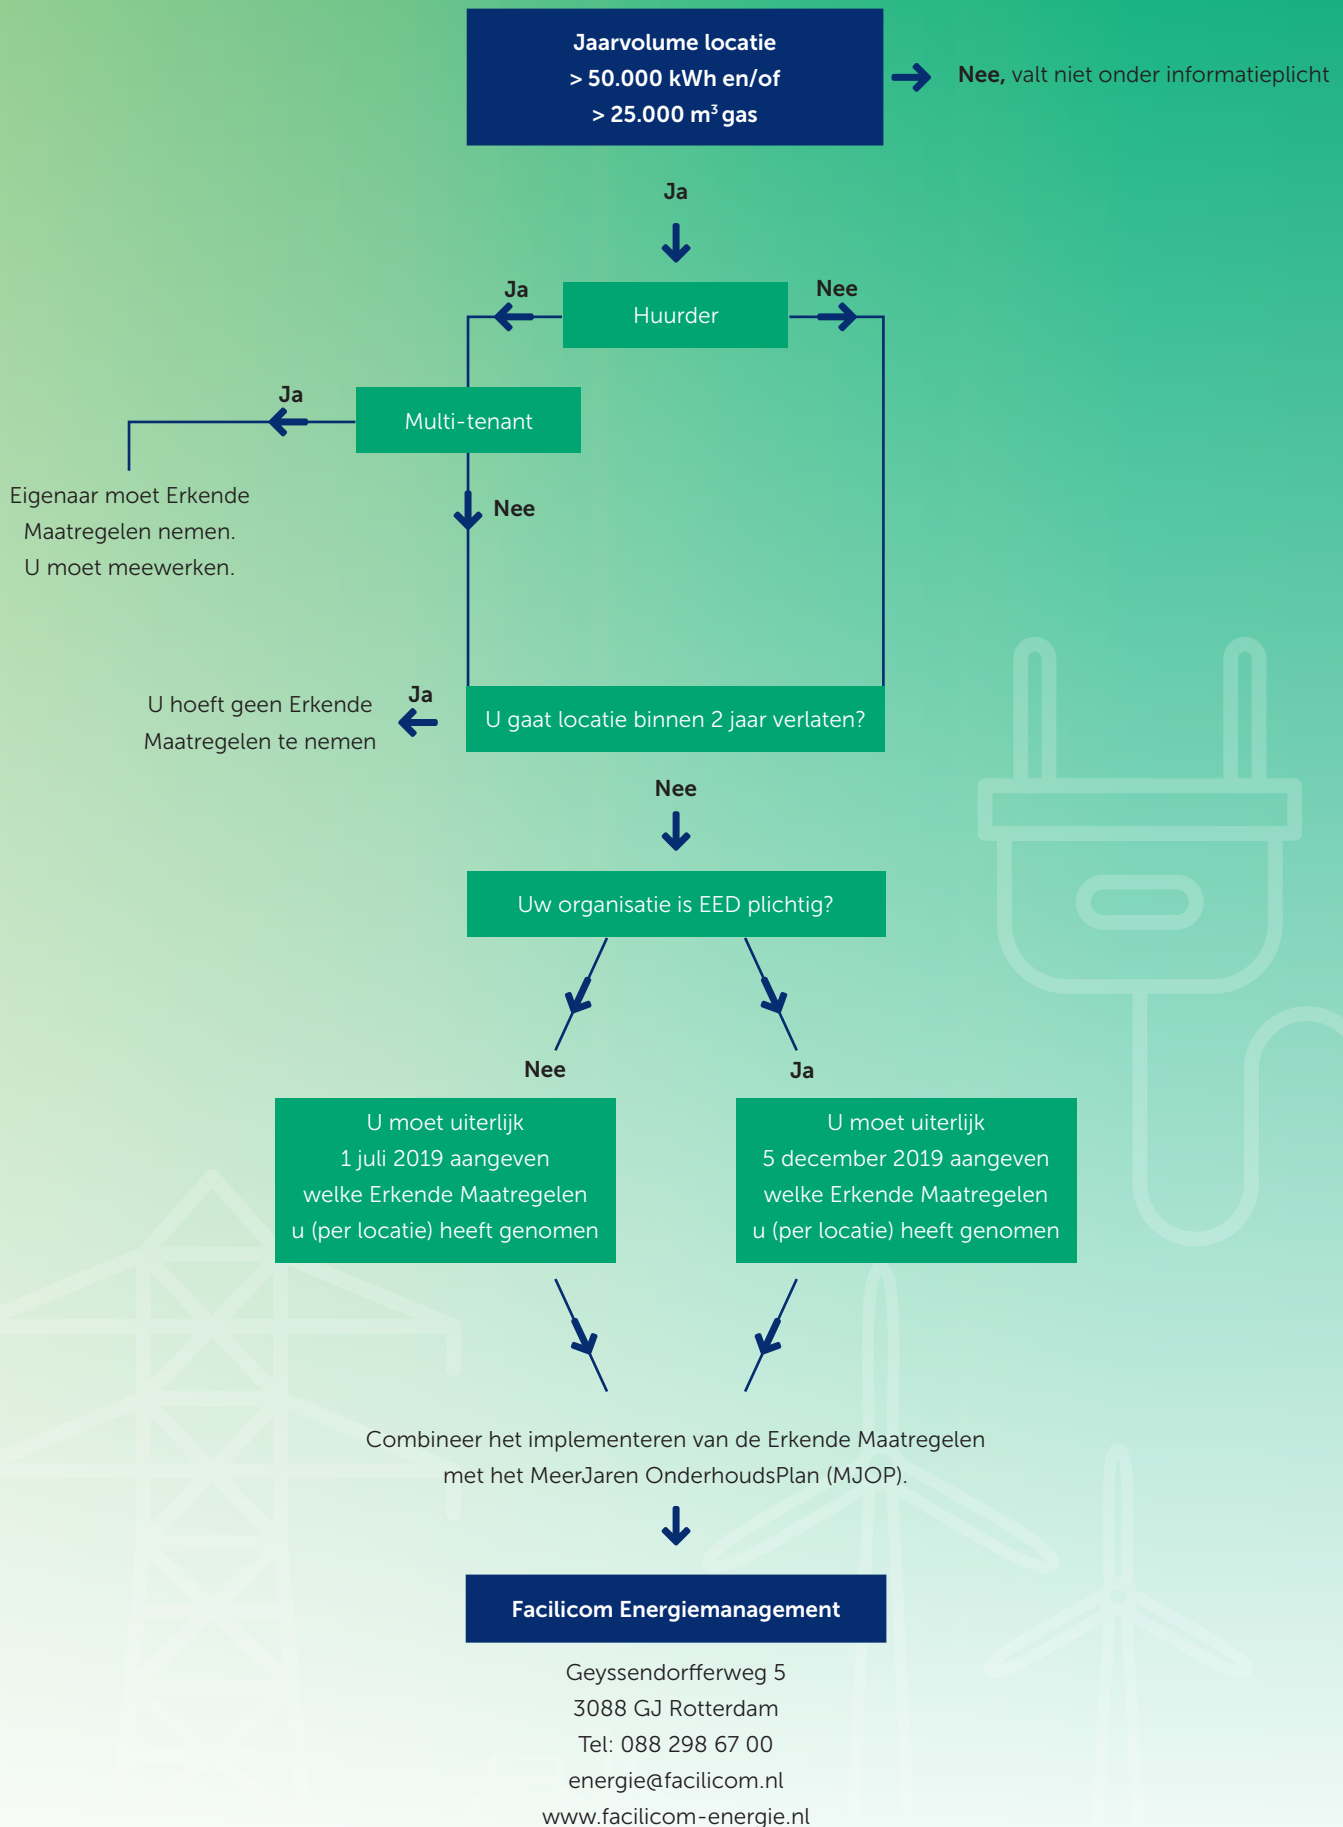 Jaarvolume locatie
> 50.000 kWh en/of
> 25.000 m³ gas
Nee, valt niet onder informatieplicht
Ja
Ja
Huurder
Nee
Ja
Multi-tenant
Eigenaar moet Erkende
Maatregelen nemen.
U moet meewerken.
Nee
U hoeft geen Erkende
Maatregelen te nemen
Ja
U gaat locatie binnen 2 jaar verlaten?
Nee
Uw organisatie is EED plichtig?
Nee
U moet uiterlijk
1 juli 2019 aangeven
welke Erkende Maatregelen
u (per locatie) heeft genomen
Ja
U moet uiterlijk
5 december 2019 aangeven
welke Erkende Maatregelen
u (per locatie) heeft genomen
Combineer het implementeren van de Erkende Maatregelen
met het MeerJaren OnderhoudsPlan (MJOP).
Facilicom Energiemanagement
Geyssendorfferweg 5
3088 GJ Rotterdam
Tel: 088 298 67 00
energie@facilicom.nl
www.facilicom-energie.nl